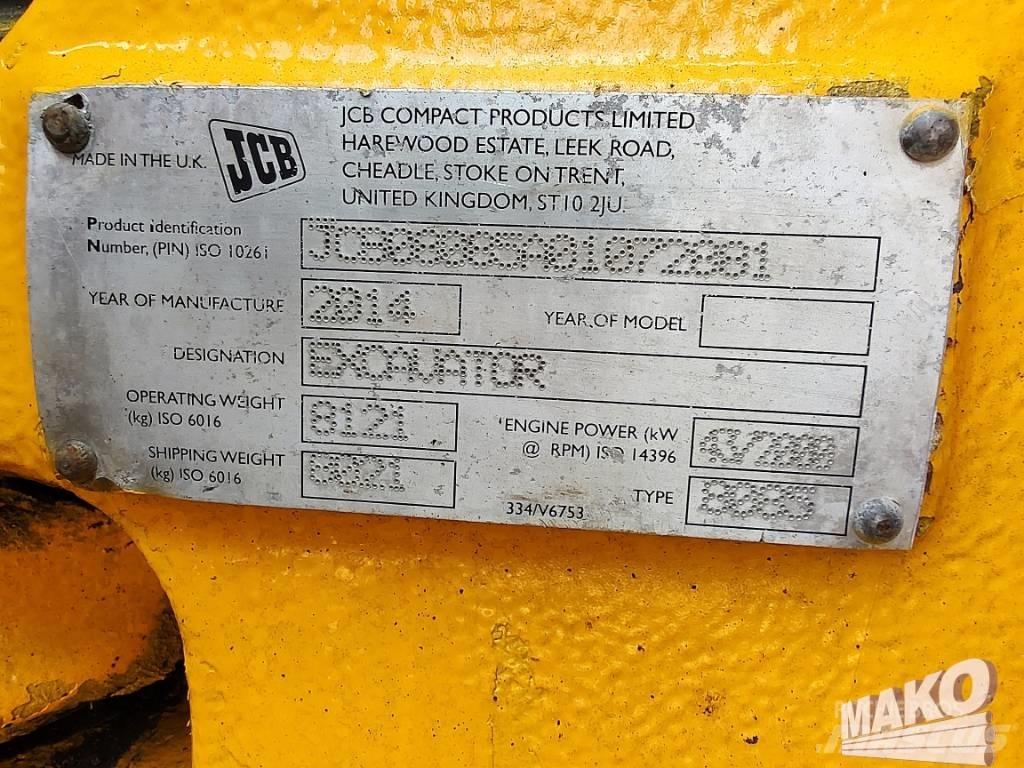 JCB
MADE IN THE U.K.
JCB COMPACT PRODUCTS LIMITED
HAREWOOD ESTATE, LEEK ROAD,
CHEADLE, STOKE ON TRENT,
UNITED KINGDOM, ST10 2JU.
Product Identification
Number, (PIN) ISO 10261
YEAR OF MANUFACTURE 2014 YEAR OF MODEL
DESIGNATION EXCAVATOR
OPERATING WEIGHT
(kg) ISO 6016
8121
ENGINE POWER (kW
@ RPM) ISO 14396
SHIPPING WEIGHT
(kg) ISO 6016
TYPE
334/V6753
MAKO